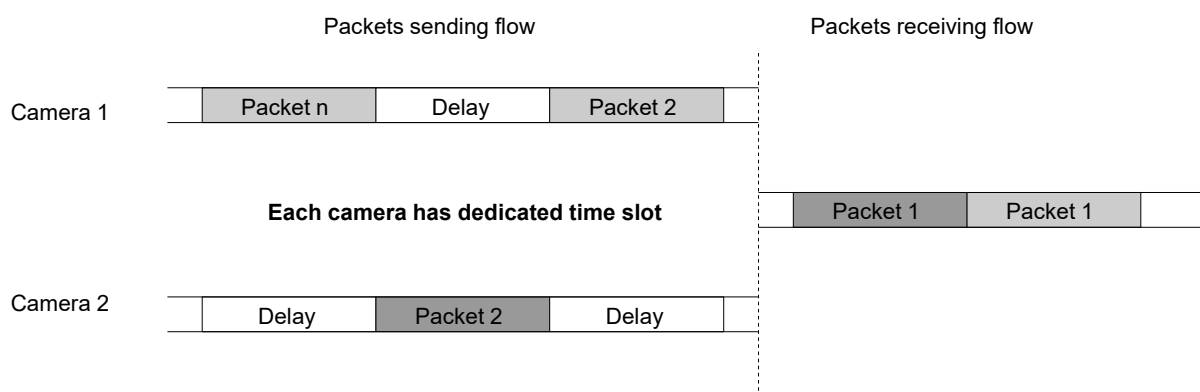 Packets sending flow
Packets receiving flow
Camera 1
Packet n
Delay
Packet 2
Each camera has dedicated time slot
Packet 1
Packet 1
Camera 2
Delay
Packet 2
Delay